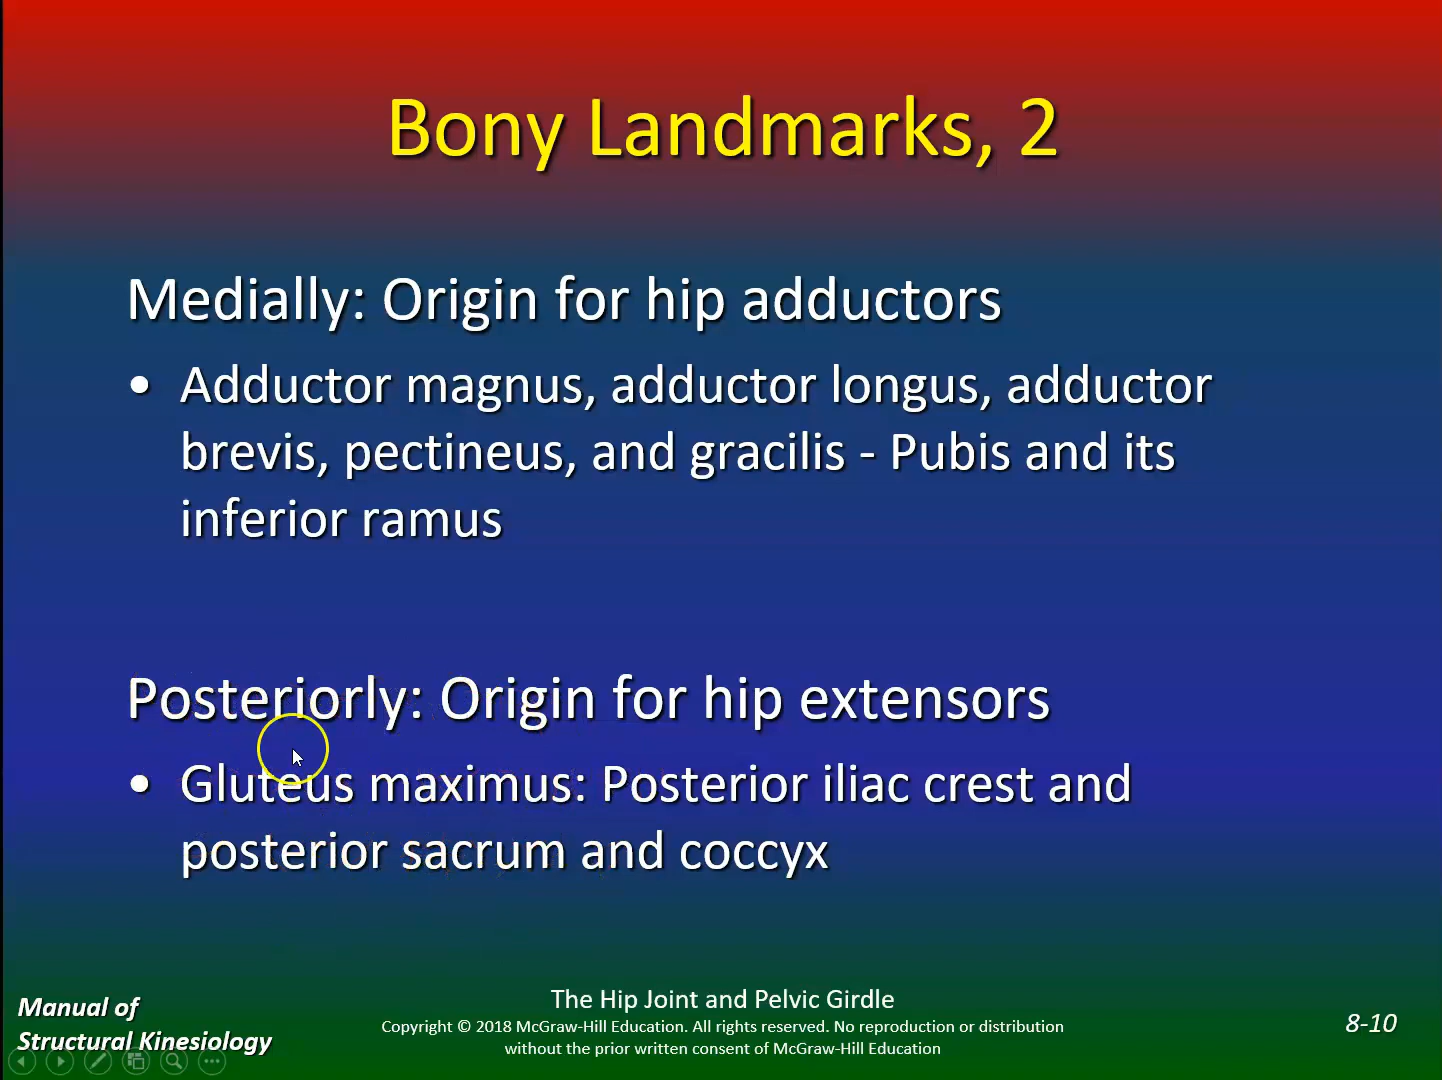 Bony Landmarks, 2
Medially: Origin for hip adductors
• Adductor magnus, adductor longus, adductor
brevis, pectineus, and gracilis - Pubis and its
inferior ramus
Posteriorly: Origin for hip extensors
• Gluteus maximus: Posterior iliac crest and
posterior sacrum and coccyx
Manual of
Structural Kinesiology
The Hip Joint and Pelvic Girdle
Copyright © 2018 McGraw-Hill Education. All rights reserved. No reproduction or distribution
without the prior written consent of McGraw-Hill Education
8-10